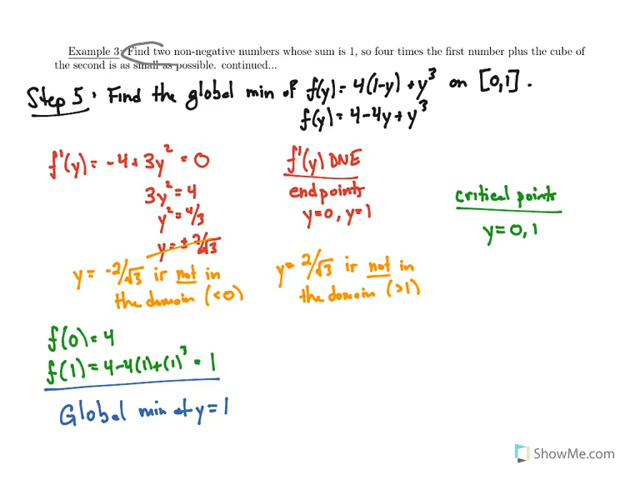 Example 3: Find two non-negative numbers whose sum is 1, so four times the first number plus the cube of
the second is as small as possible. continued...
Step 5: Find the global min of f(y) = 4(1-y) + y³ on [0,1].
f(y) = 4 - 4y + y³
f'(y) = -4 + 3y² = 0
3y² = 4
y² = 4/3
y = ± 2/√3
y = -2/√3 is not in
the domain (<0)
f'(y) DNE
endpoints
y=0, y=1
y = 2/√3 is not in
the domain (>1)
critical points
y = 0, 1
f(0) = 4
f(1) = 4 - 4(1) + (1)³ = 1
Global min at y = 1
ShowMe.com